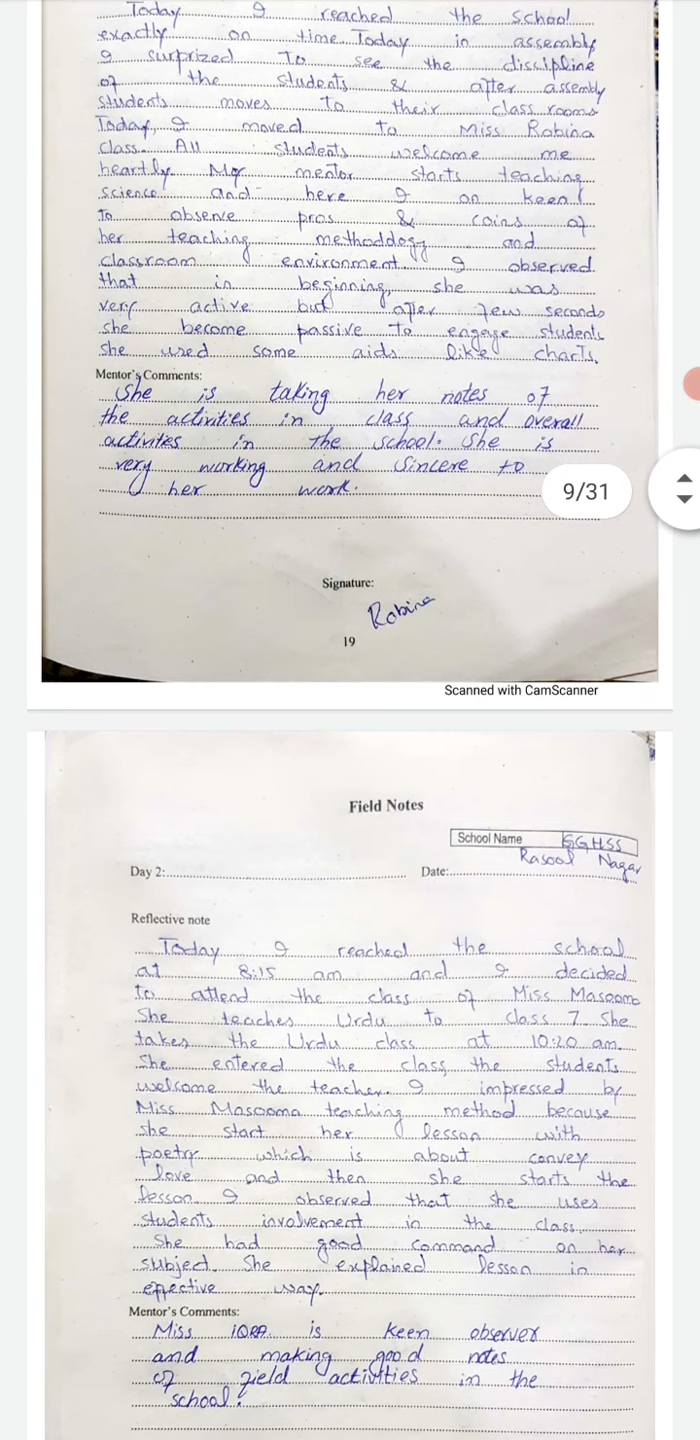 Today I reached the school
exactly on time. Today in assembly
I surprized To see the disscipline
of the students & after assembly
students moves to their class rooms
Today, I moved to Miss Robina
class. All students welcome me
heartly. My mentor starts teaching
science and here I on keen
To observe pros & coins of
her teaching methoddogy and
classroom environment. I observed
that in beginning, she was
very active but after few seconds
she become passive to engage students
she used some aids like charts.
Mentor's Comments:
She is taking her notes of
the activities in class and overall
activities in the school. She is
very working and sincere to
her work.
9/31
Signature:
Robina
19
Scanned with CamScanner
Field Notes
School Name GGHSS
Rasool Nagar
Day 2: Date:
Reflective note
Today I reached the school
at 8:15 am and I decided
to attend the class of Miss Masooma
She teaches Urdu to class 7. She
takes the Urdu class at 10:20 am.
She entered the class, the students
welcome the teacher. I impressed by
Miss Masooma teaching method because
she start her lesson with
poetry which is about convey
love and then she starts the
lesson. I observed that she uses
students involvement in the class,
She had good command on her
subject. She explained lesson in
effective way.
Mentor's Comments:
Miss iQRA is keen observer
and making good notes
of field activities in the
school.